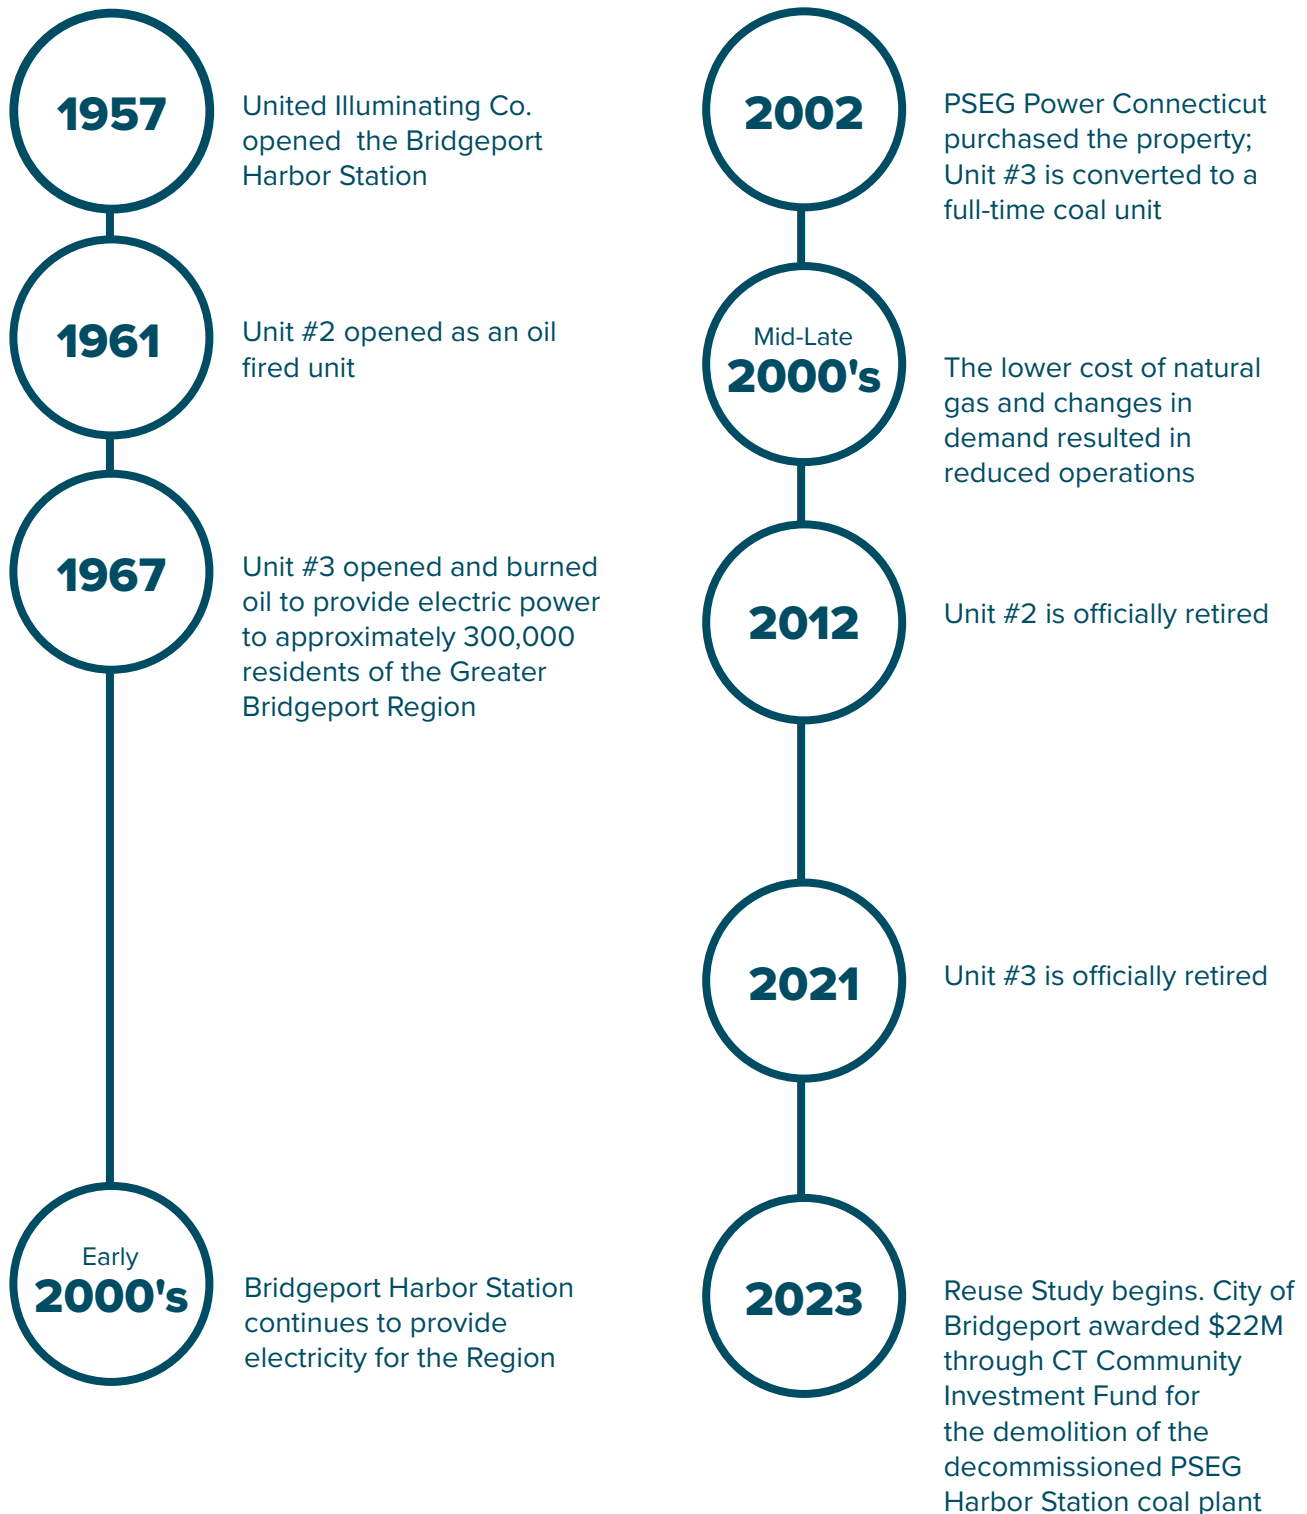 1957
United Illuminating Co.
opened  the Bridgeport
Harbor Station
1961
Unit #2 opened as an oil
fired unit
1967
Unit #3 opened and burned
oil to provide electric power
to approximately 300,000
residents of the Greater
Bridgeport Region
Early
2000's
Bridgeport Harbor Station
continues to provide
electricity for the Region
2002
PSEG Power Connecticut
purchased the property;
Unit #3 is converted to a
full-time coal unit
Mid-Late
2000's
The lower cost of natural
gas and changes in
demand resulted in
reduced operations
2012
Unit #2 is officially retired
2021
Unit #3 is officially retired
2023
Reuse Study begins. City of
Bridgeport awarded $22M
through CT Community
Investment Fund for
the demolition of the
decommissioned PSEG
Harbor Station coal plant